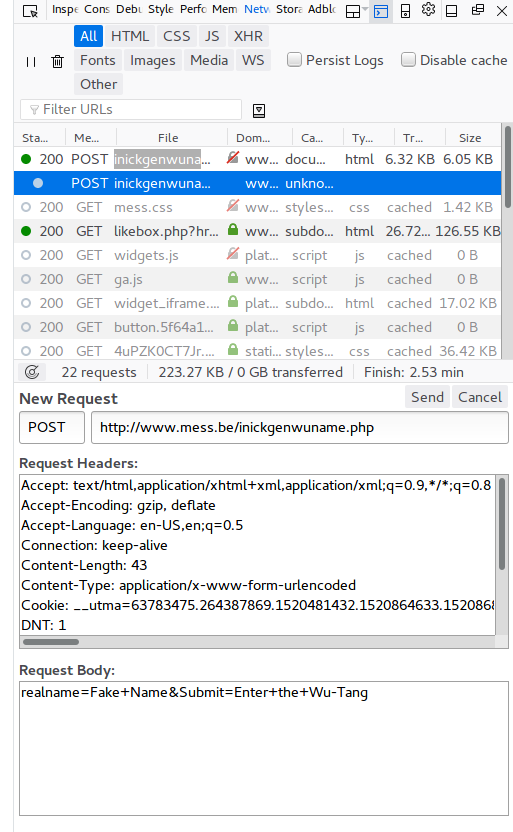 Inspe Cons Debu Style Perfo Mem Netw Stora Adblo
All HTML CSS JS XHR
Fonts Images Media WS Persist Logs Disable cache
Other
Filter URLs
Sta... Me... File Dom... Ca... Ty... Tr... Size
200 POST inickgenwuna... ww... docu... html 6.32 KB 6.05 KB
POST inickgenwuna... ww... unkno...
200 GET mess.css ww... styles... css cached 1.42 KB
200 GET likebox.php?hr... ww... subdo... html 26.72... 126.55 KB
200 GET widgets.js plat... script js cached 0 B
200 GET ga.js ww... script js cached 0 B
200 GET widget_iframe.... plat... subdo... html cached 17.02 KB
200 GET button.5f64a1... plat... script js cached 0 B
200 GET 4uPZK0CT7Jr.... stati... styles... css cached 36.42 KB
22 requests 223.27 KB / 0 GB transferred Finish: 2.53 min
New Request Send Cancel
POST http://www.mess.be/inickgenwuname.php
Request Headers:
Accept: text/html,application/xhtml+xml,application/xml;q=0.9,*/*;q=0.8
Accept-Encoding: gzip, deflate
Accept-Language: en-US,en;q=0.5
Connection: keep-alive
Content-Length: 43
Content-Type: application/x-www-form-urlencoded
Cookie: __utma=63783475.264387869.1520481432.1520864633.1520868
DNT: 1
Request Body:
realname=Fake+Name&Submit=Enter+the+Wu-Tang